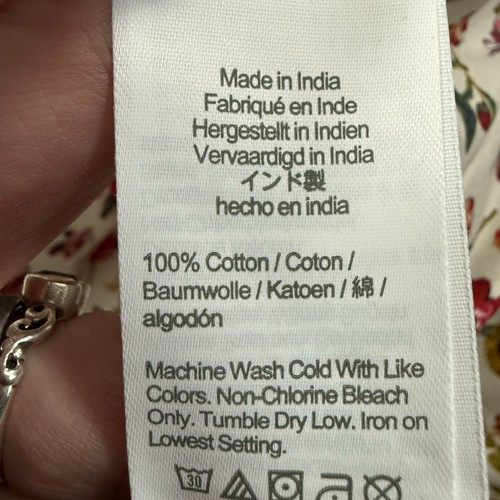 Made in India
Fabriqué en Inde
Hergestellt in Indien
Vervaardigd in India
インド製
hecho en india
100% Cotton / Coton /
Baumwolle / Katoen / 綿 /
algodón
Machine Wash Cold With Like
Colors. Non-Chlorine Bleach
Only. Tumble Dry Low. Iron on
Lowest Setting.
30